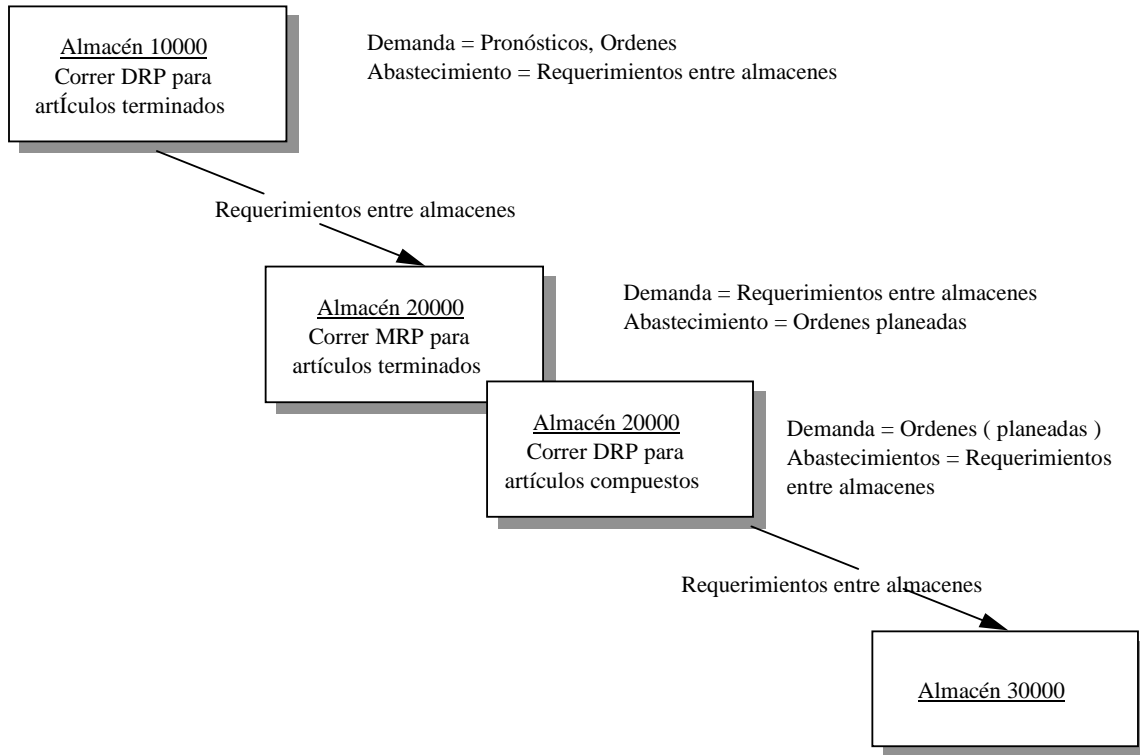 Almacén 10000
Correr DRP para
artÍculos terminados
Demanda = Pronósticos, Ordenes
Abastecimiento = Requerimientos entre almacenes
Requerimientos entre almacenes
Almacén 20000
Correr MRP para
artículos terminados
Demanda = Requerimientos entre almacenes
Abastecimiento = Ordenes planeadas
Almacén 20000
Correr DRP para
artículos compuestos
Demanda = Ordenes ( planeadas )
Abastecimientos = Requerimientos
entre almacenes
Requerimientos entre almacenes
Almacén 30000